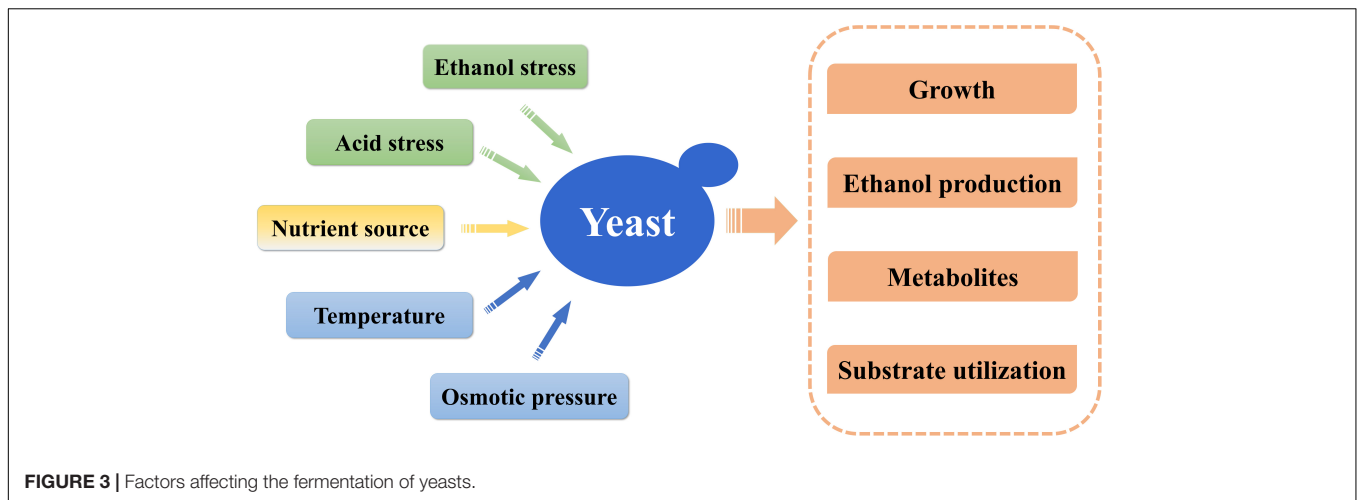 Ethanol stress
Acid stress
Nutrient source
Temperature
Osmotic pressure
Yeast
Growth
Ethanol production
Metabolites
Substrate utilization
FIGURE 3 | Factors affecting the fermentation of yeasts.